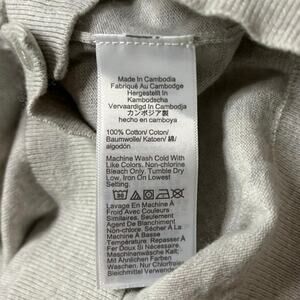 Made In Cambodia
Fabriqué Au Cambodge
Hergestellt In
Kambodscha
Vervaardigd In Cambodja
カンボジア製
hecho en camboya
100% Cotton/ Coton/
Baumwolle/ Katoen/ 綿/
algodón
Machine Wash Cold With
Like Colors. Non-chlorine
Bleach Only. Tumble Dry
Low, Iron On Lowest
Setting.
Lavage En Machine À
Froid Avec Couleurs
Similaires. Seulement
Agent De Blanchiment
Non Chloré. Sécher
A La Machine À Basse
Température. Repasser Au
Fer Doux Si Nécessaire.
Maschinenwäsche Kalt;
Mit Ähnlichen Farben
Waschen. Nur Chlorfreie
Bleichmittel Verwenden